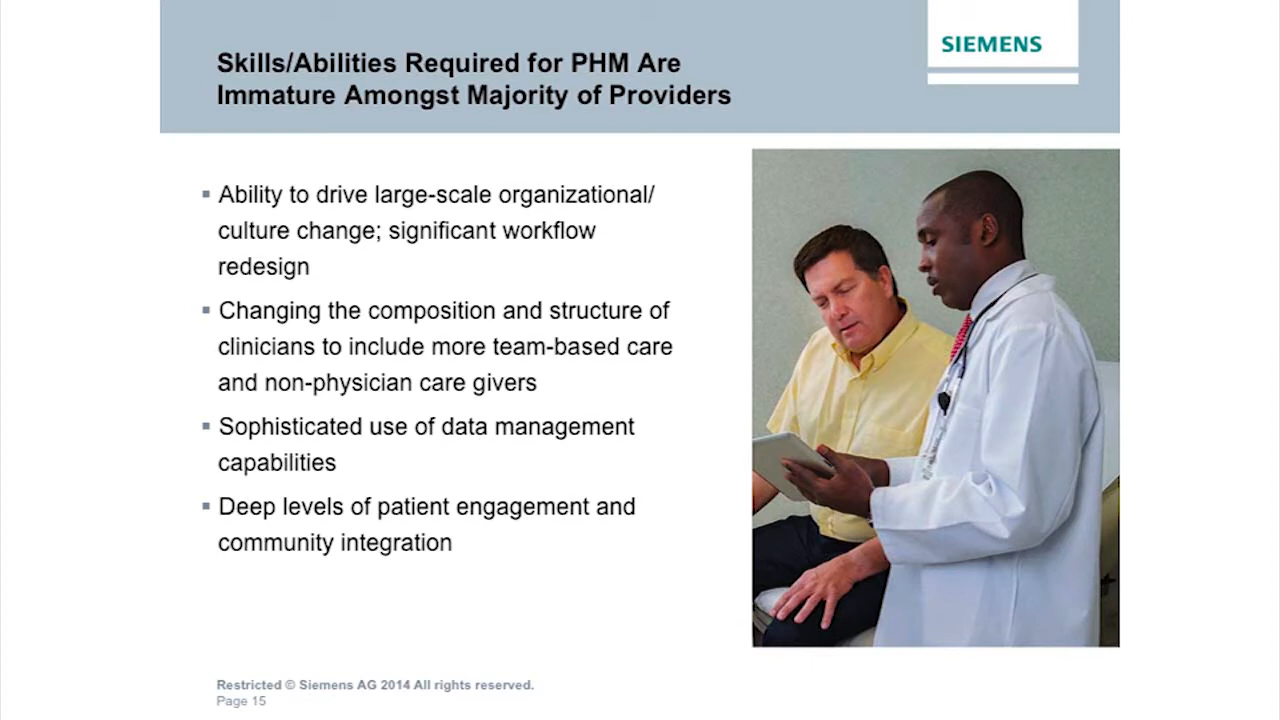 SIEMENS
Skills/Abilities Required for PHM Are
Immature Amongst Majority of Providers
▪ Ability to drive large-scale organizational/
culture change; significant workflow
redesign
▪ Changing the composition and structure of
clinicians to include more team-based care
and non-physician care givers
▪ Sophisticated use of data management
capabilities
▪ Deep levels of patient engagement and
community integration
Restricted © Siemens AG 2014 All rights reserved.
Page 15